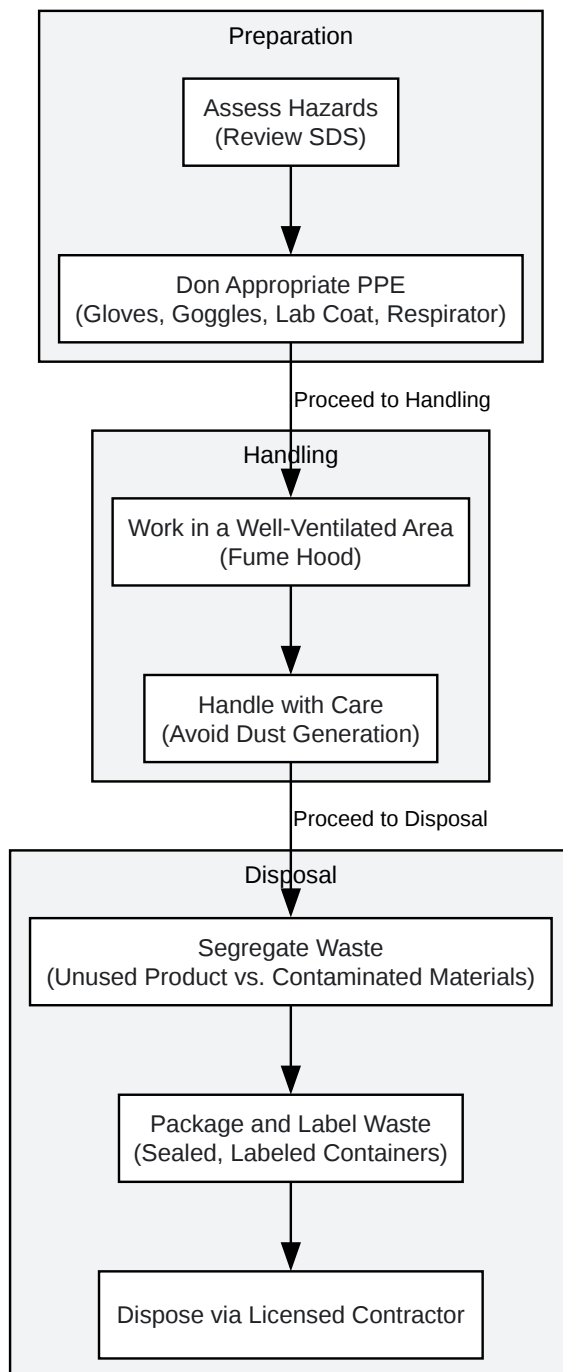 Preparation
Assess Hazards
(Review SDS)
Don Appropriate PPE
(Gloves, Goggles, Lab Coat, Respirator)
Proceed to Handling
Handling
Work in a Well-Ventilated Area
(Fume Hood)
Handle with Care
(Avoid Dust Generation)
Proceed to Disposal
Disposal
Segregate Waste
(Unused Product vs. Contaminated Materials)
Package and Label Waste
(Sealed, Labeled Containers)
Dispose via Licensed Contractor